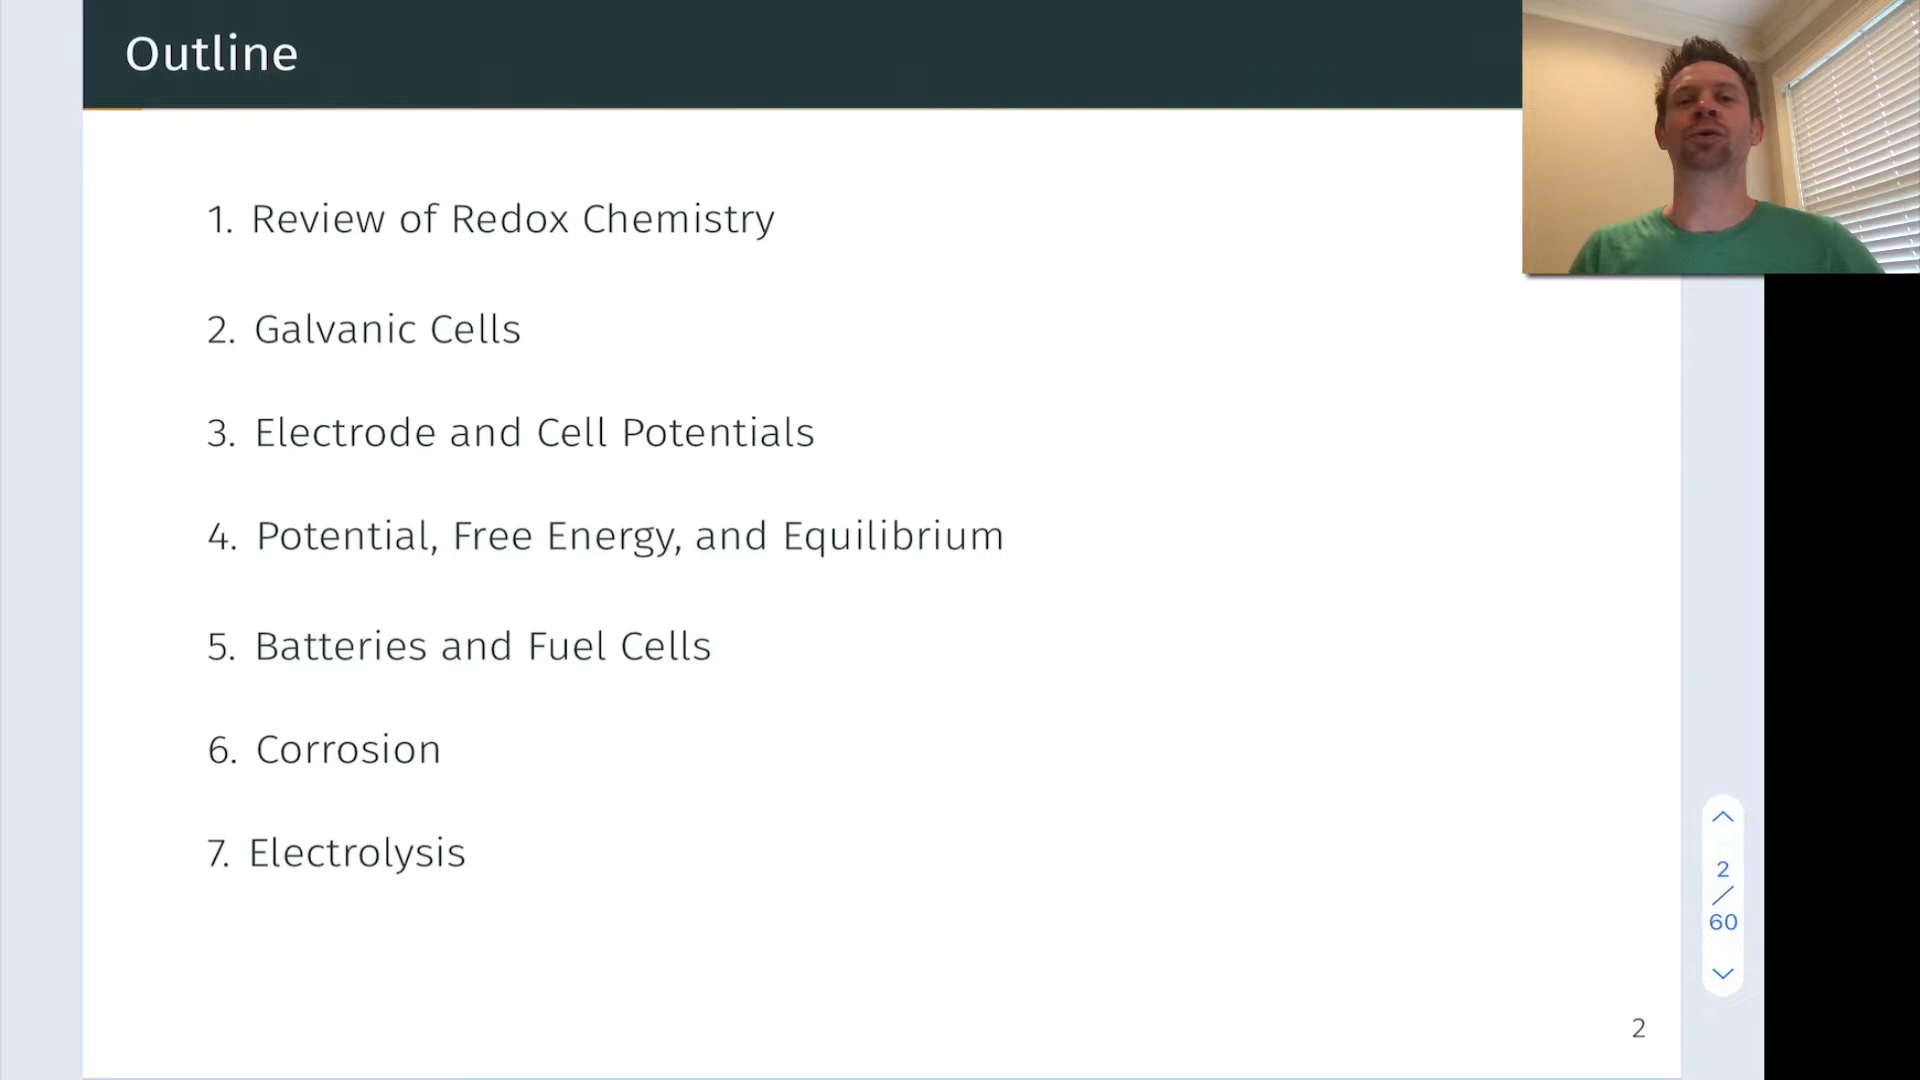 Outline
1. Review of Redox Chemistry
2. Galvanic Cells
3. Electrode and Cell Potentials
4. Potential, Free Energy, and Equilibrium
5. Batteries and Fuel Cells
6. Corrosion
7. Electrolysis
2
/
60
2